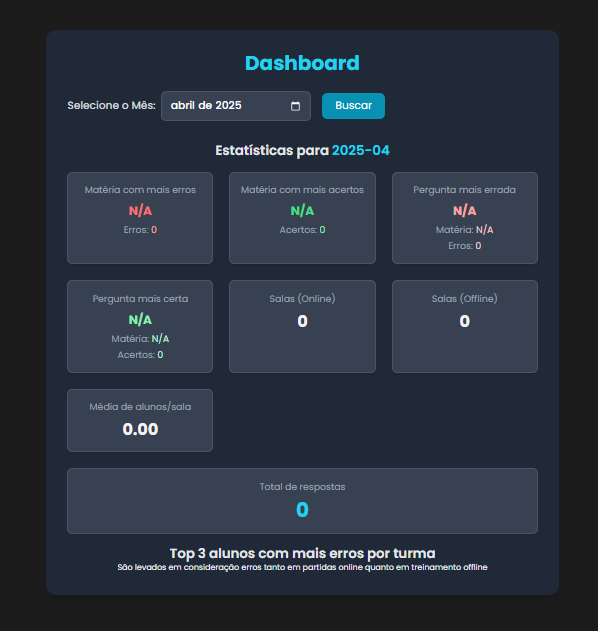 Dashboard
Selecione o Mês: abril de 2025 Buscar
Estatísticas para 2025-04
Matéria com mais erros
N/A
Erros: 0
Matéria com mais acertos
N/A
Acertos: 0
Pergunta mais errada
N/A
Matéria: N/A
Erros: 0
Pergunta mais certa
N/A
Matéria: N/A
Acertos: 0
Salas (Online)
0
Salas (Offline)
0
Média de alunos/sala
0.00
Total de respostas
0
Top 3 alunos com mais erros por turma
São levados em consideração erros tanto em partidas online quanto em treinamento offline